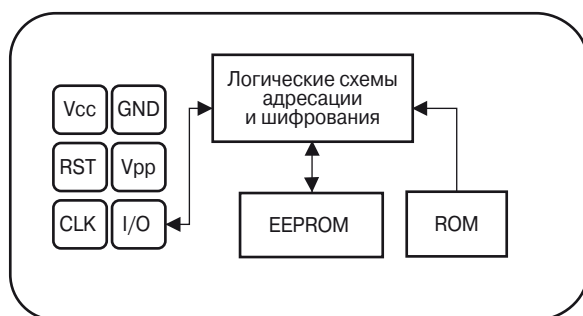 Логические схемы
адресации
и шифрования
Vcc GND
RST Vpp
CLK I/O
EEPROM
ROM